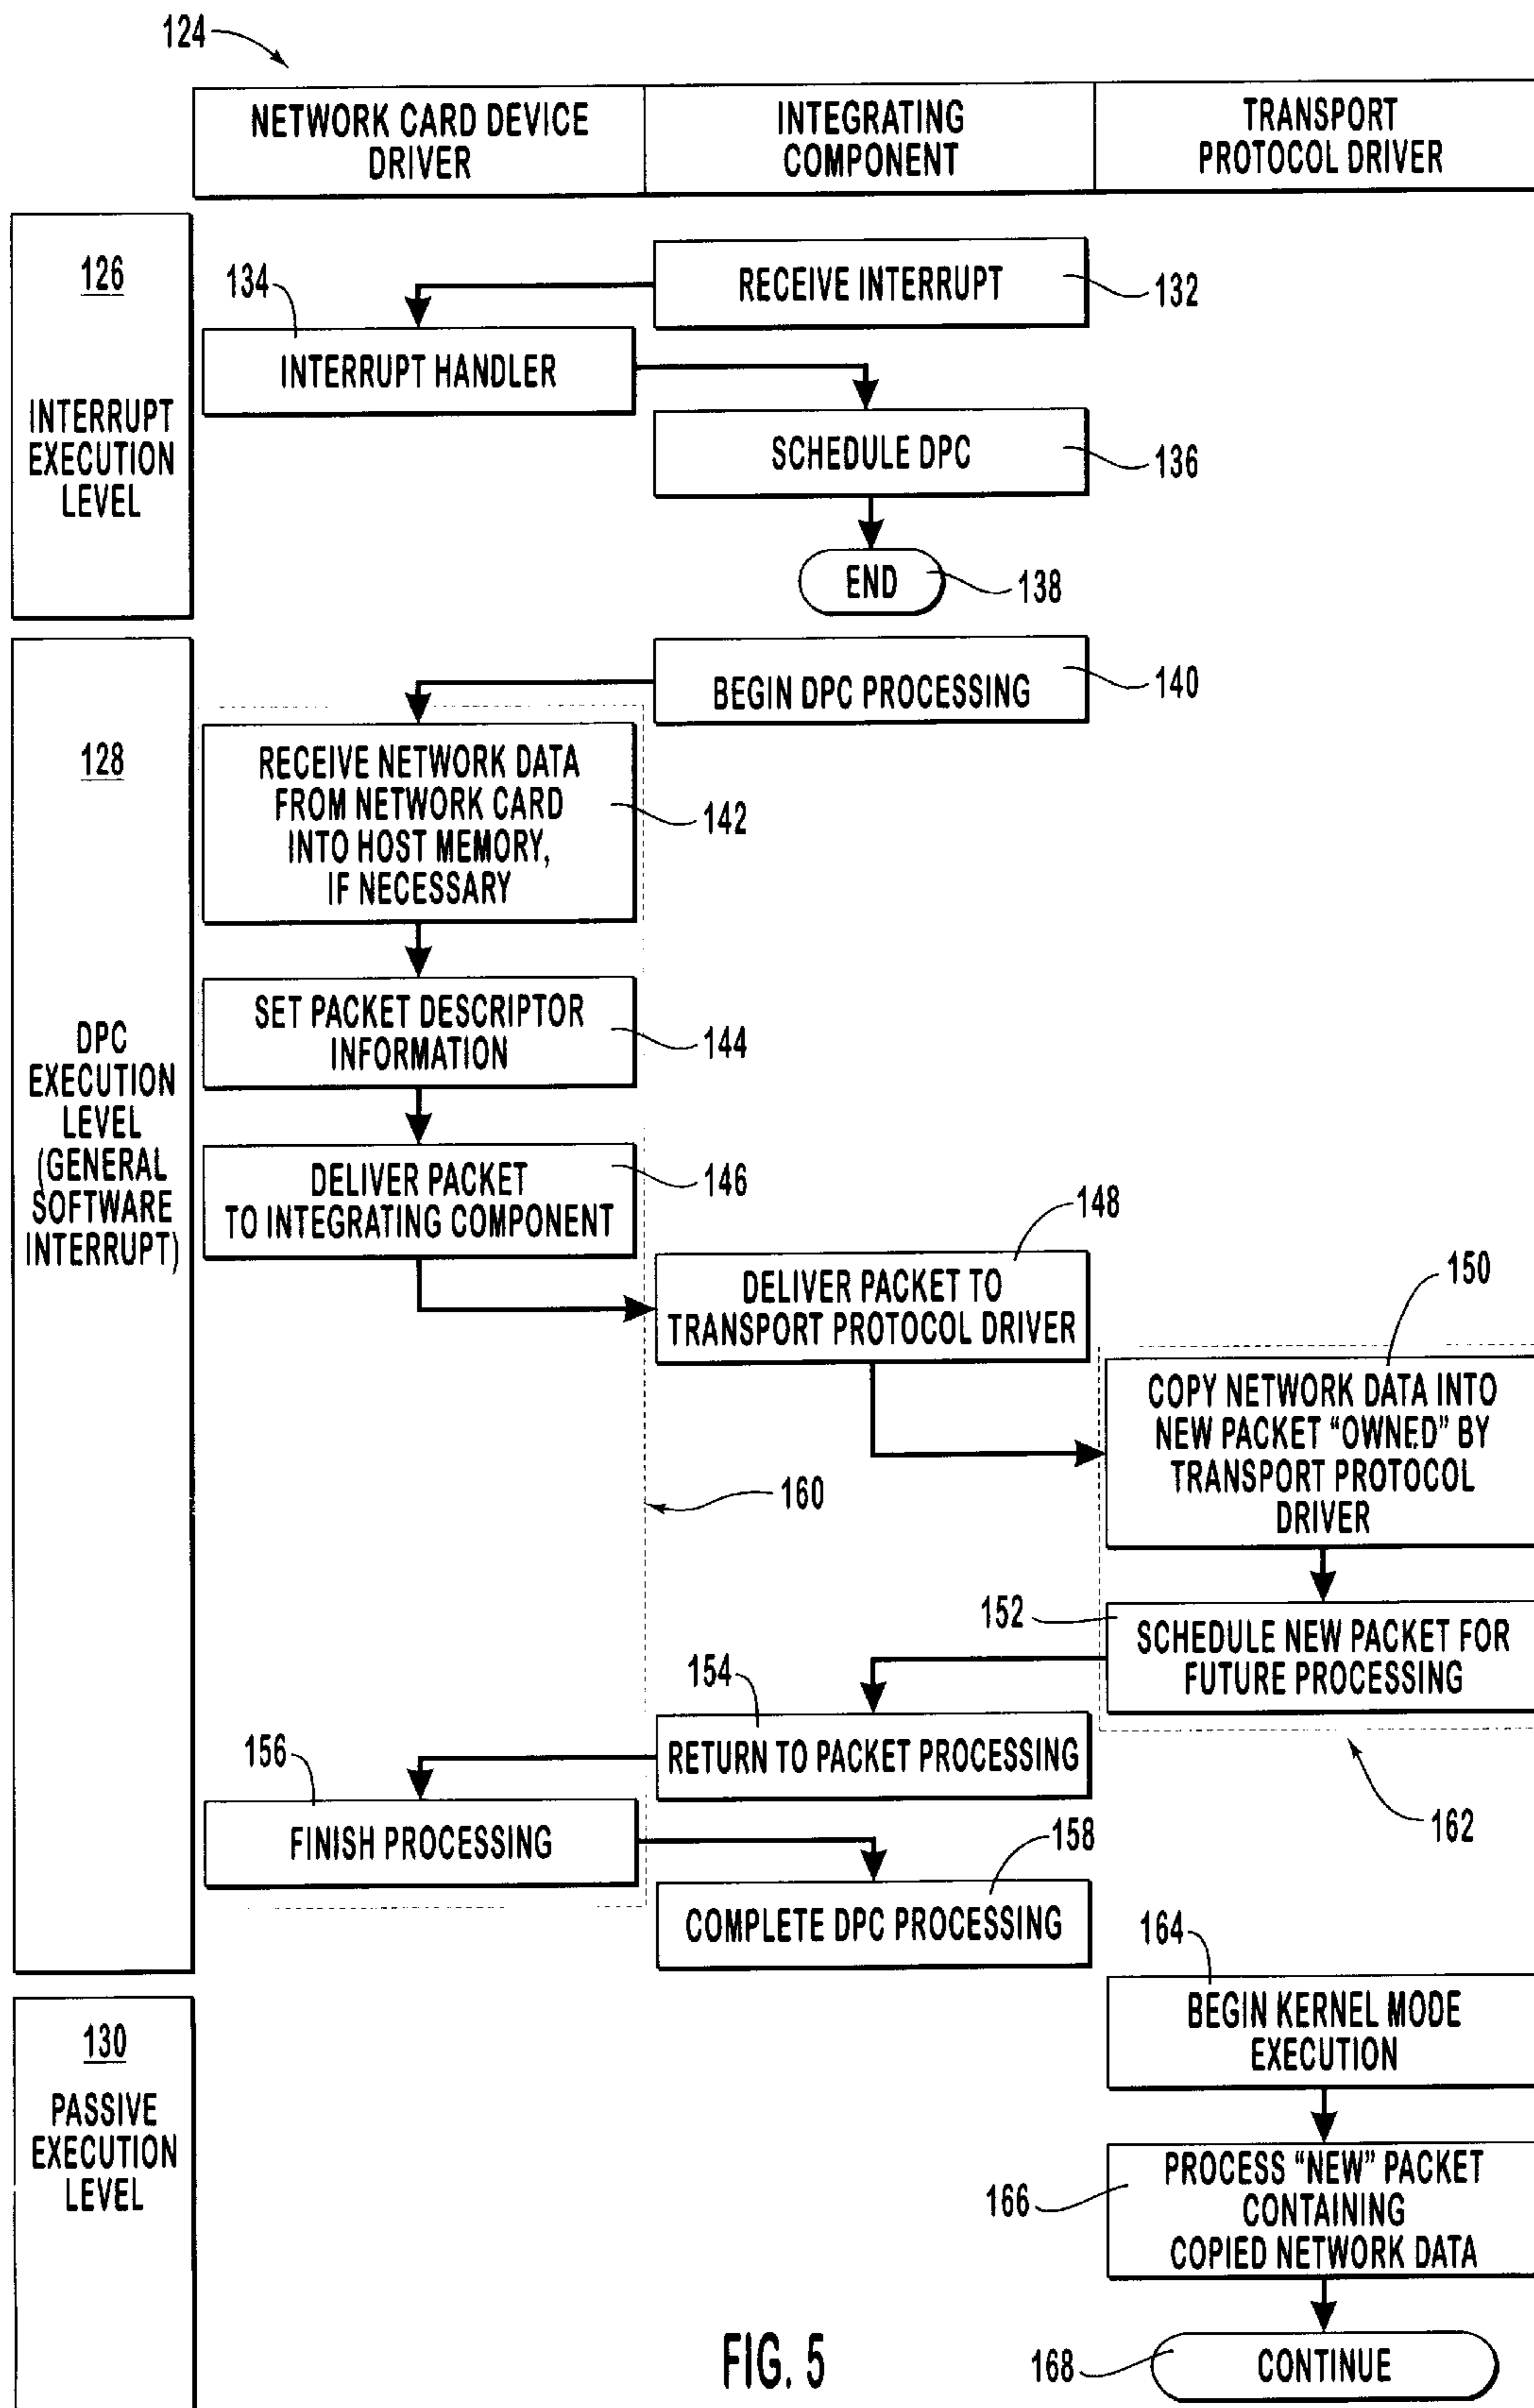 124
NETWORK CARD DEVICE
DRIVER
INTEGRATING
COMPONENT
TRANSPORT
PROTOCOL DRIVER
126
INTERRUPT
EXECUTION
LEVEL
RECEIVE INTERRUPT
132
134
INTERRUPT HANDLER
SCHEDULE DPC
136
END
138
128
DPC
EXECUTION
LEVEL
(GENERAL
SOFTWARE
INTERRUPT)
BEGIN DPC PROCESSING
140
RECEIVE NETWORK DATA
FROM NETWORK CARD
INTO HOST MEMORY,
IF NECESSARY
142
SET PACKET DESCRIPTOR
INFORMATION
144
DELIVER PACKET
TO INTEGRATING COMPONENT
146
148
DELIVER PACKET TO
TRANSPORT PROTOCOL DRIVER
150
COPY NETWORK DATA INTO
NEW PACKET “OWNED” BY
TRANSPORT PROTOCOL
DRIVER
160
152
SCHEDULE NEW PACKET FOR
FUTURE PROCESSING
154
RETURN TO PACKET PROCESSING
162
156
FINISH PROCESSING
158
COMPLETE DPC PROCESSING
130
PASSIVE
EXECUTION
LEVEL
164
BEGIN KERNEL MODE
EXECUTION
166
PROCESS “NEW” PACKET
CONTAINING
COPIED NETWORK DATA
168
CONTINUE
FIG. 5